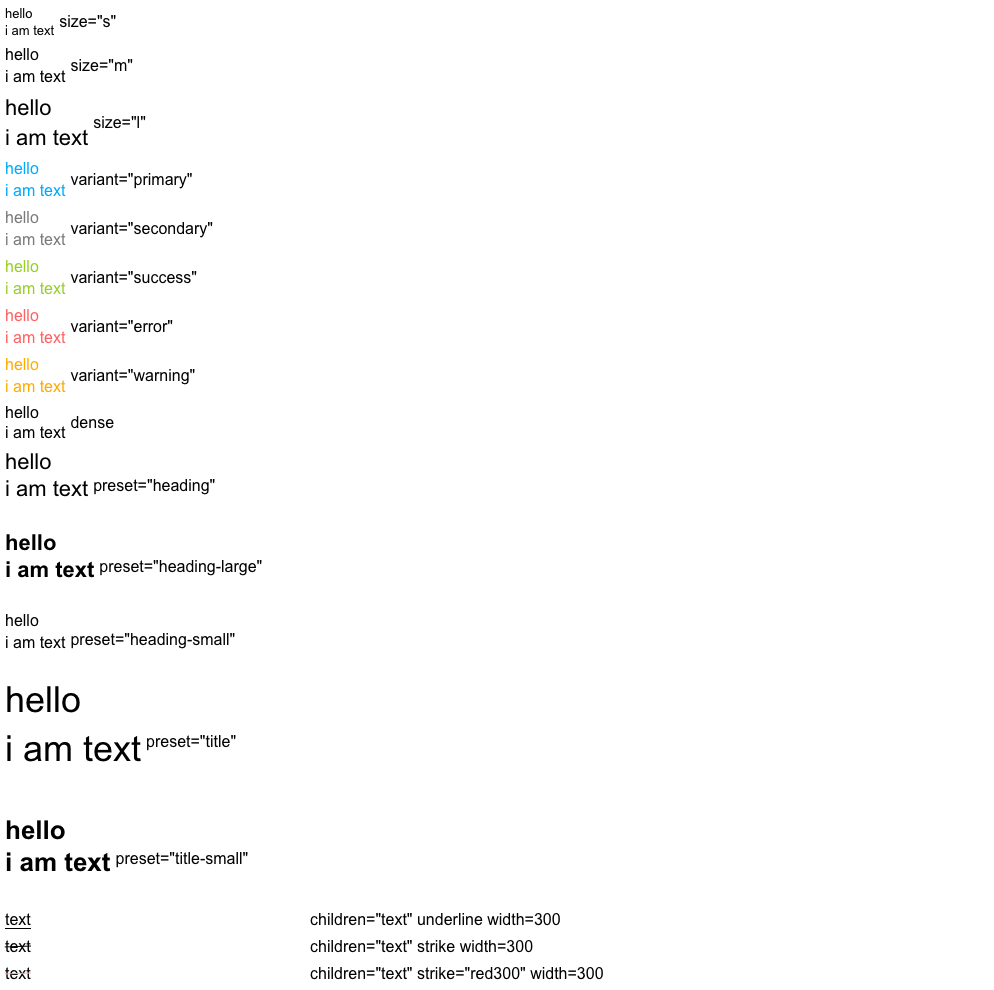 hello
i am text size="s"
hello
i am text size="m"
hello
i am text size="l"
hello
i am text variant="primary"
hello
i am text variant="secondary"
hello
i am text variant="success"
hello
i am text variant="error"
hello
i am text variant="warning"
hello
i am text dense
hello
i am text preset="heading"
hello
i am text preset="heading-large"
hello
i am text preset="heading-small"
hello
i am text preset="title"
hello
i am text preset="title-small"
text children="text" underline width=300
text children="text" strike width=300
text children="text" strike="red300" width=300